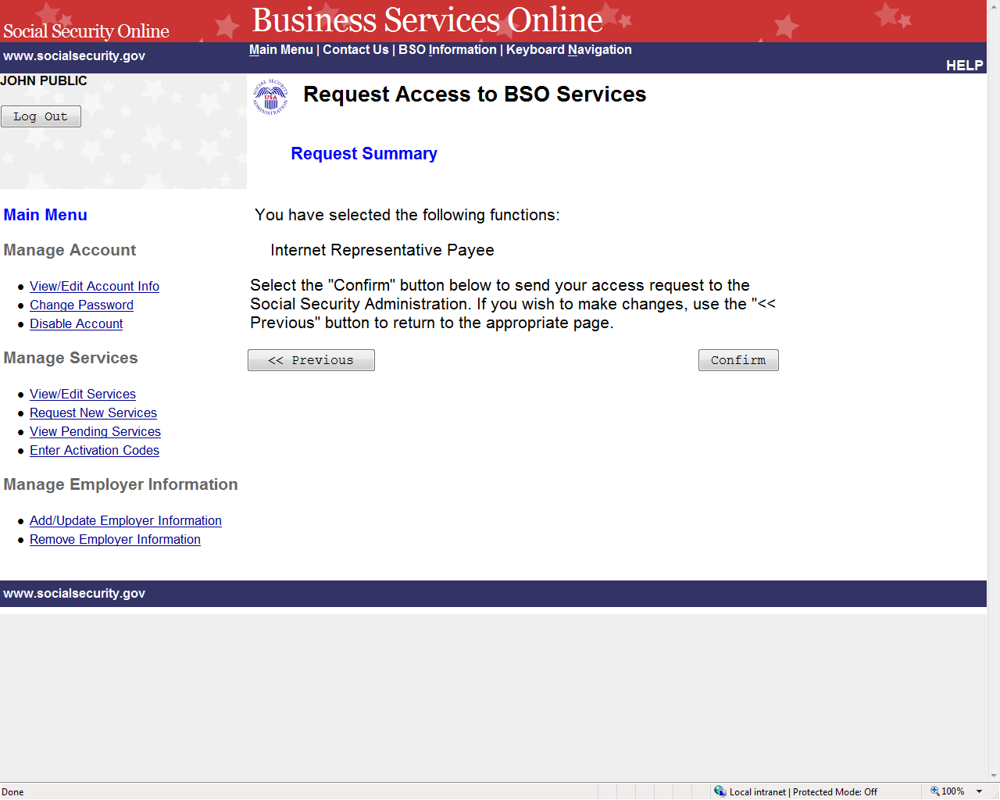 Social Security Online
Business Services Online
www.socialsecurity.gov
Main Menu | Contact Us | BSO Information | Keyboard Navigation
HELP
JOHN PUBLIC
Log Out
SOCIAL SECURITY ADMINISTRATION
USA
Request Access to BSO Services
Request Summary
Main Menu
Manage Account
View/Edit Account Info
Change Password
Disable Account
Manage Services
View/Edit Services
Request New Services
View Pending Services
Enter Activation Codes
Manage Employer Information
Add/Update Employer Information
Remove Employer Information
You have selected the following functions:
Internet Representative Payee
Select the "Confirm" button below to send your access request to the
Social Security Administration. If you wish to make changes, use the "<<
Previous" button to return to the appropriate page.
<< Previous
Confirm
www.socialsecurity.gov
Done
Local intranet | Protected Mode: Off
100%